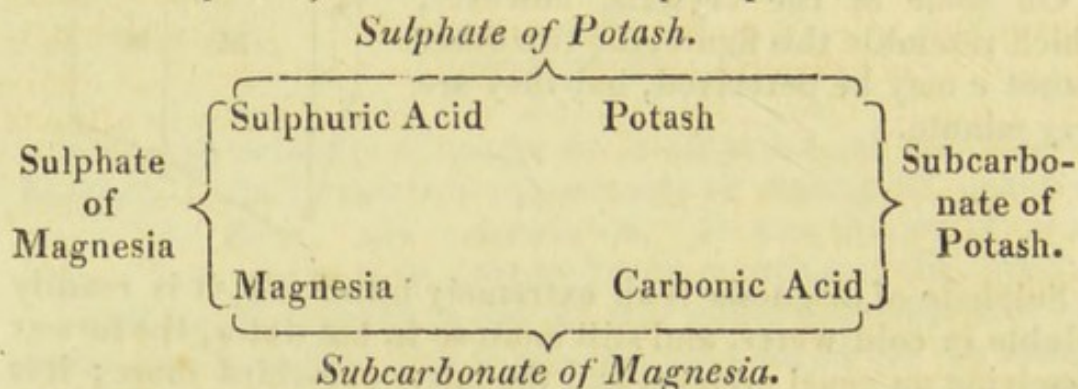 Sulphate of Potash.
Sulphuric Acid Potash
Sulphate
of
Magnesia
Subcarbo-
nate of
Potash.
Magnesia Carbonic Acid
Subcarbonate of Magnesia.